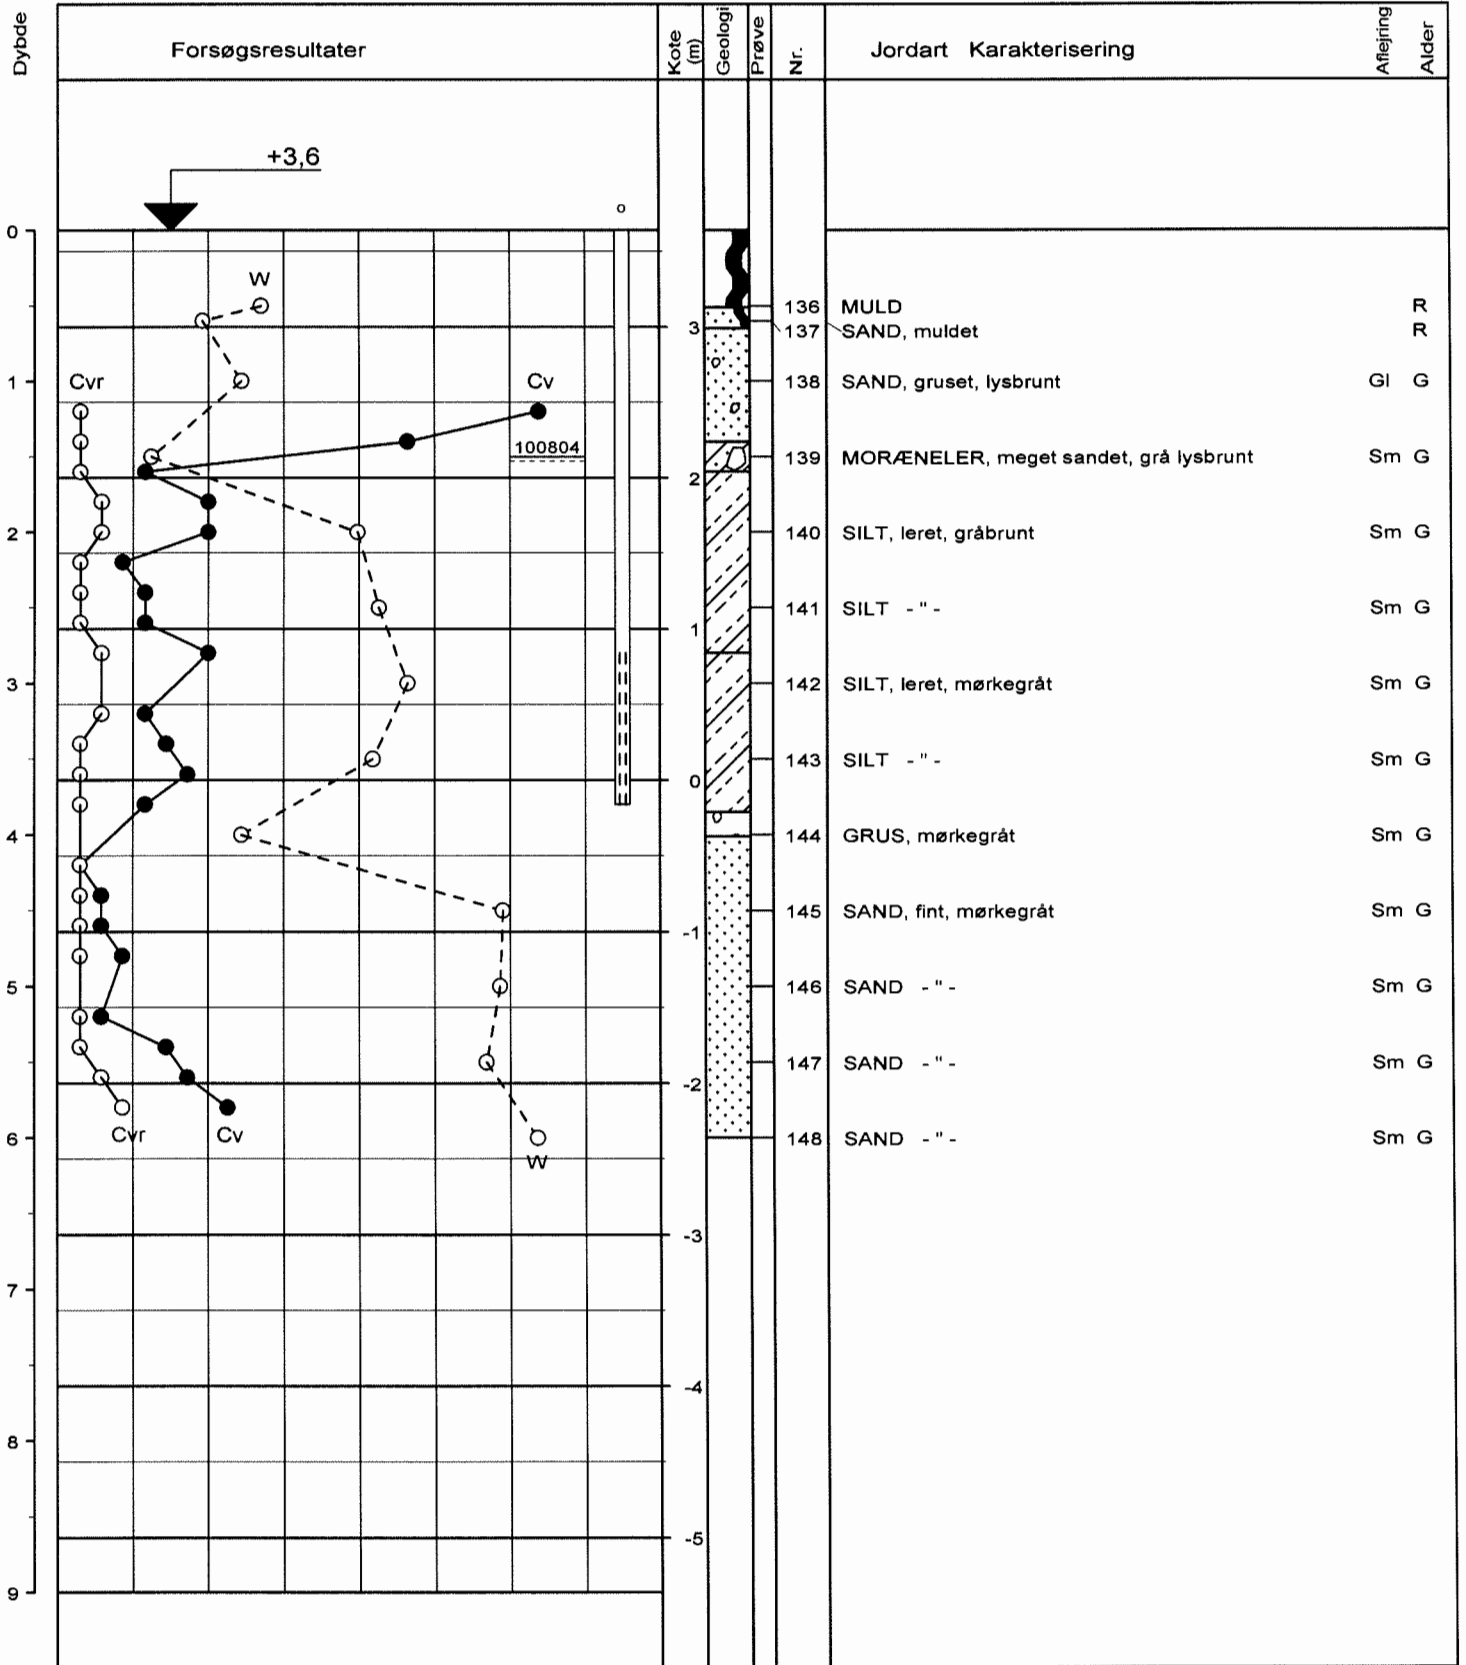 Dybde
Forsøgsresultater
Kote (m)
Geologi
Prøve
Nr.
Jordart Karakterisering
Aflejring
Alder
+3,6
0
W
136 MULD R
3
137 SAND, muldet R
1
Cvr
Cv
138 SAND, gruset, lysbrunt Gl G
100804
139 MORÆNELER, meget sandet, grå lysbrunt Sm G
2
2
140 SILT, leret, gråbrunt Sm G
141 SILT - " - Sm G
1
3
142 SILT, leret, mørkegråt Sm G
143 SILT - " - Sm G
0
4
144 GRUS, mørkegråt Sm G
145 SAND, fint, mørkegråt Sm G
-1
5
146 SAND - " - Sm G
147 SAND - " - Sm G
-2
6
Cvr
Cv
W
148 SAND - " - Sm G
-3
7
-4
8
-5
9